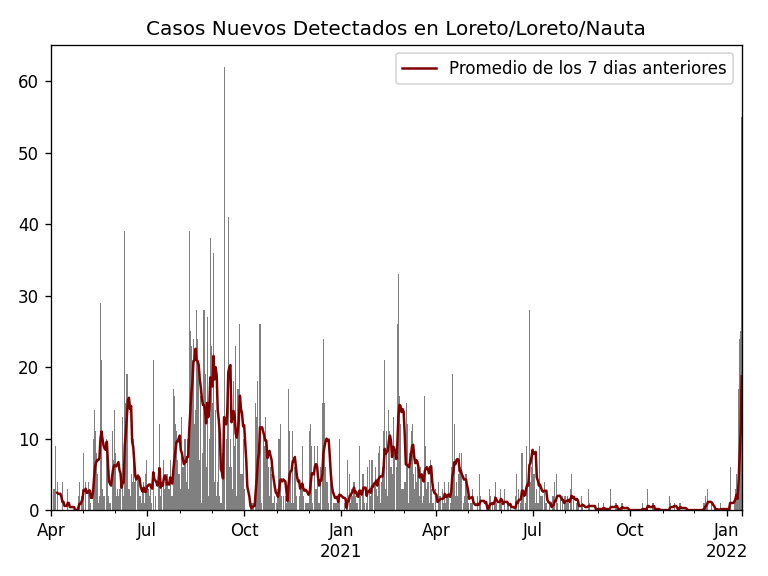 Casos Nuevos Detectados en Loreto/Loreto/Nauta
Promedio de los 7 dias anteriores
60
50
40
30
20
10
0
Apr Jul Oct Jan Apr Jul Oct Jan
2021 2022